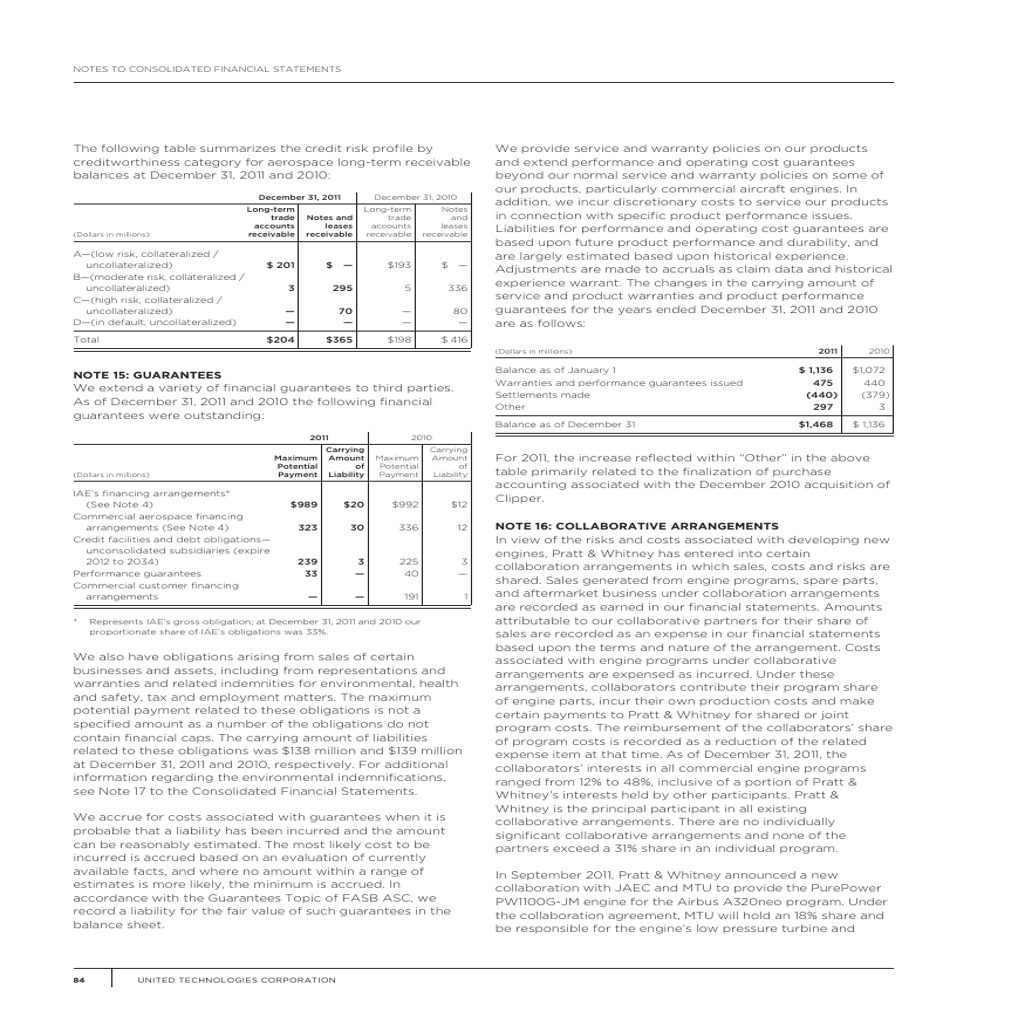 NOTES TO CONSOLIDATED FINANCIAL STATEMENTS
The following table summarizes the credit risk profile by
creditworthiness category for aerospace long-term receivable
balances at December 31, 2011 and 2010:
December 31, 2011 December 31, 2010
(Dollars in millions) Long-term trade accounts receivable Notes and leases receivable Long-term trade accounts receivable Notes and leases receivable
A—(low risk, collateralized /
uncollateralized) $ 201 $ — $193 $ —
B—(moderate risk, collateralized /
uncollateralized) 3 295 5 336
C—(high risk, collateralized /
uncollateralized) — 70 — 80
D—(in default, uncollateralized) — — — —
Total $204 $365 $198 $ 416
NOTE 15: GUARANTEES
We extend a variety of financial guarantees to third parties.
As of December 31, 2011 and 2010 the following financial
guarantees were outstanding:
2011 2010
(Dollars in millions) Maximum Potential Payment Carrying Amount of Liability Maximum Potential Payment Carrying Amount of Liability
IAE's financing arrangements*
(See Note 4) $989 $20 $992 $12
Commercial aerospace financing
arrangements (See Note 4) 323 30 336 12
Credit facilities and debt obligations—
unconsolidated subsidiaries (expire
2012 to 2034) 239 3 225 3
Performance guarantees 33 — 40 —
Commercial customer financing
arrangements — — 191 1
* Represents IAE's gross obligation; at December 31, 2011 and 2010 our
proportionate share of IAE's obligations was 33%.
We also have obligations arising from sales of certain
businesses and assets, including from representations and
warranties and related indemnities for environmental, health
and safety, tax and employment matters. The maximum
potential payment related to these obligations is not a
specified amount as a number of the obligations do not
contain financial caps. The carrying amount of liabilities
related to these obligations was $138 million and $139 million
at December 31, 2011 and 2010, respectively. For additional
information regarding the environmental indemnifications,
see Note 17 to the Consolidated Financial Statements.
We accrue for costs associated with guarantees when it is
probable that a liability has been incurred and the amount
can be reasonably estimated. The most likely cost to be
incurred is accrued based on an evaluation of currently
available facts, and where no amount within a range of
estimates is more likely, the minimum is accrued. In
accordance with the Guarantees Topic of FASB ASC, we
record a liability for the fair value of such guarantees in the
balance sheet.
We provide service and warranty policies on our products
and extend performance and operating cost guarantees
beyond our normal service and warranty policies on some of
our products, particularly commercial aircraft engines. In
addition, we incur discretionary costs to service our products
in connection with specific product performance issues.
Liabilities for performance and operating cost guarantees are
based upon future product performance and durability, and
are largely estimated based upon historical experience.
Adjustments are made to accruals as claim data and historical
experience warrant. The changes in the carrying amount of
service and product warranties and product performance
guarantees for the years ended December 31, 2011 and 2010
are as follows:
(Dollars in millions) 2011 2010
Balance as of January 1 $ 1,136 $1,072
Warranties and performance guarantees issued 475 440
Settlements made (440) (379)
Other 297 3
Balance as of December 31 $1,468 $ 1,136
For 2011, the increase reflected within “Other” in the above
table primarily related to the finalization of purchase
accounting associated with the December 2010 acquisition of
Clipper.
NOTE 16: COLLABORATIVE ARRANGEMENTS
In view of the risks and costs associated with developing new
engines, Pratt & Whitney has entered into certain
collaboration arrangements in which sales, costs and risks are
shared. Sales generated from engine programs, spare parts,
and aftermarket business under collaboration arrangements
are recorded as earned in our financial statements. Amounts
attributable to our collaborative partners for their share of
sales are recorded as an expense in our financial statements
based upon the terms and nature of the arrangement. Costs
associated with engine programs under collaborative
arrangements are expensed as incurred. Under these
arrangements, collaborators contribute their program share
of engine parts, incur their own production costs and make
certain payments to Pratt & Whitney for shared or joint
program costs. The reimbursement of the collaborators' share
of program costs is recorded as a reduction of the related
expense item at that time. As of December 31, 2011, the
collaborators' interests in all commercial engine programs
ranged from 12% to 48%, inclusive of a portion of Pratt &
Whitney's interests held by other participants. Pratt &
Whitney is the principal participant in all existing
collaborative arrangements. There are no individually
significant collaborative arrangements and none of the
partners exceed a 31% share in an individual program.
In September 2011, Pratt & Whitney announced a new
collaboration with JAEC and MTU to provide the PurePower
PW1100G-JM engine for the Airbus A320neo program. Under
the collaboration agreement, MTU will hold an 18% share and
be responsible for the engine's low pressure turbine and
84 UNITED TECHNOLOGIES CORPORATION